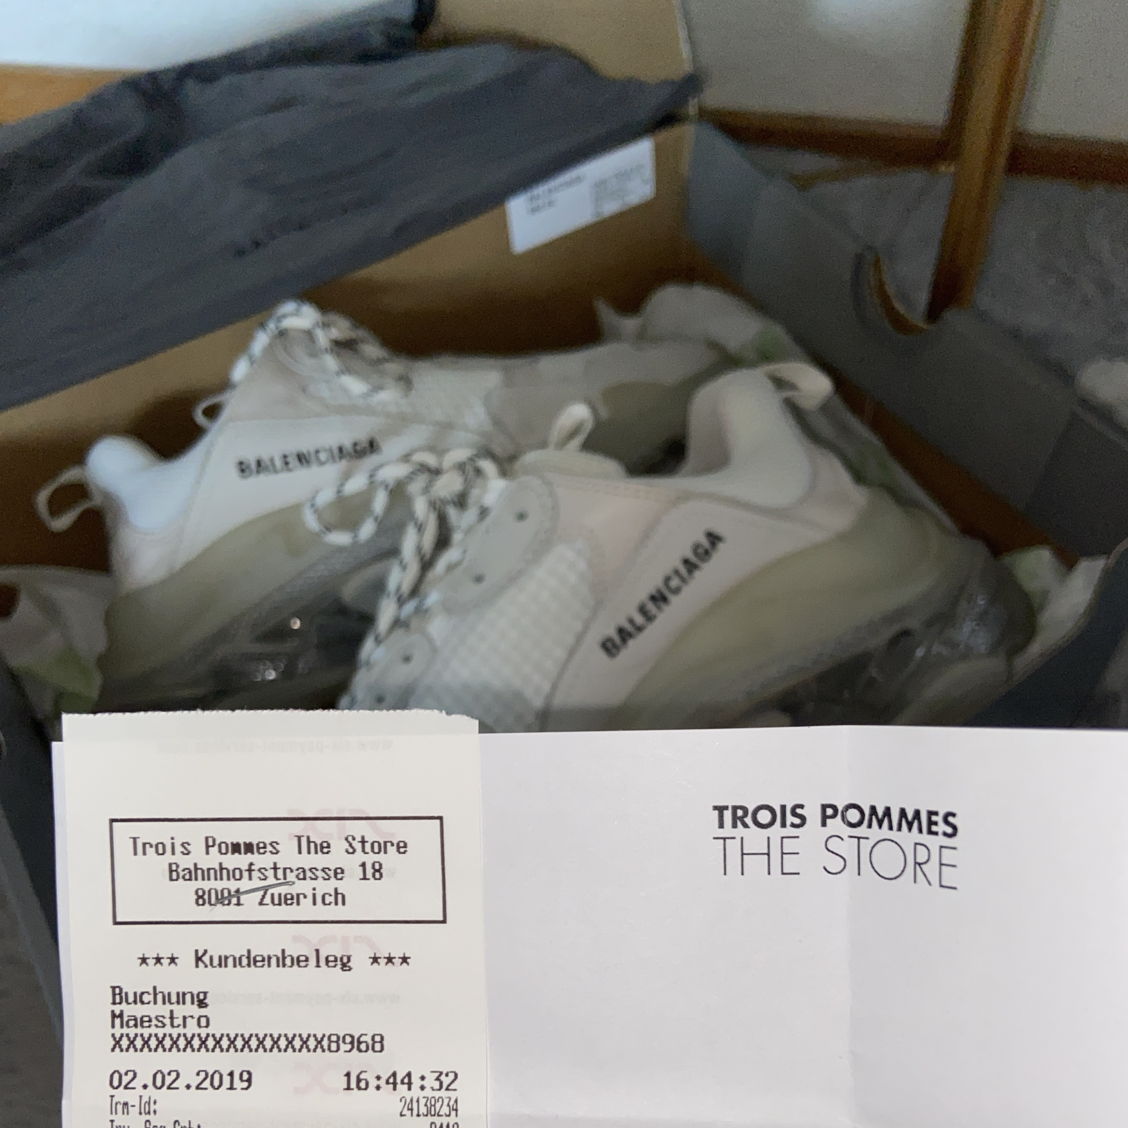 BALENCIAGA
BALENCIAGA
Trois Pommes The Store
Bahnhofstrasse 18
8001 Zuerich
*** Kundenbeleg ***
Buchung
Maestro
XXXXXXXXXXXXXXX8968
02.02.2019 16:44:32
Trm-Id: 24138234
TROIS POMMES
THE STORE